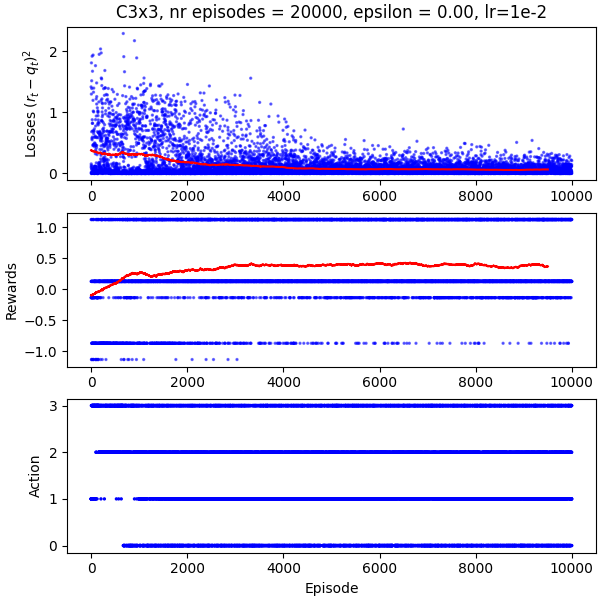 C3x3, nr episodes = 20000, epsilon = 0.00, lr=1e-2
Losses $(r_t - q_t)^2$
2
1
0
0 2000 4000 6000 8000 10000
Rewards
1.0
0.5
0.0
−0.5
−1.0
0 2000 4000 6000 8000 10000
Action
3
2
1
0
0 2000 4000 6000 8000 10000
Episode